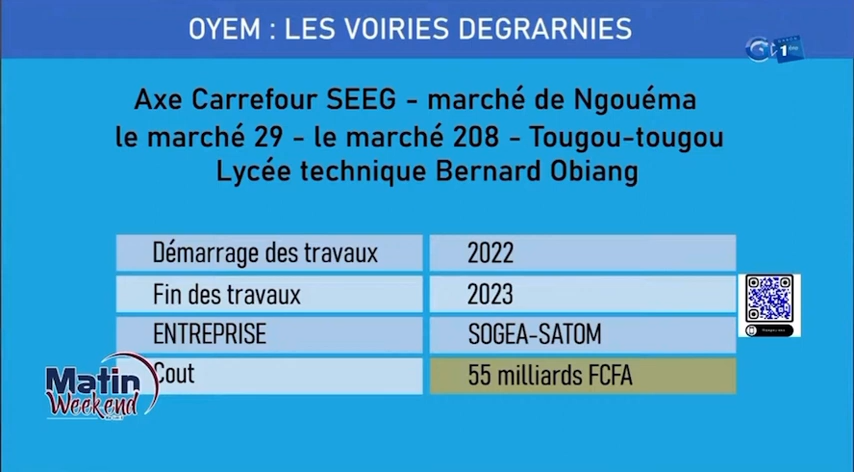 OYEM : LES VOIRIES DEGRARNIES
G 1ère
Axe Carrefour SEEG - marché de Ngouéma
le marché 29 - le marché 208 - Tougou-tougou
Lycée technique Bernard Obiang
Démarrage des travaux 2022
Fin des travaux 2023
ENTREPRISE SOGEA-SATOM
Cout 55 milliards FCFA
Matin
Weekend